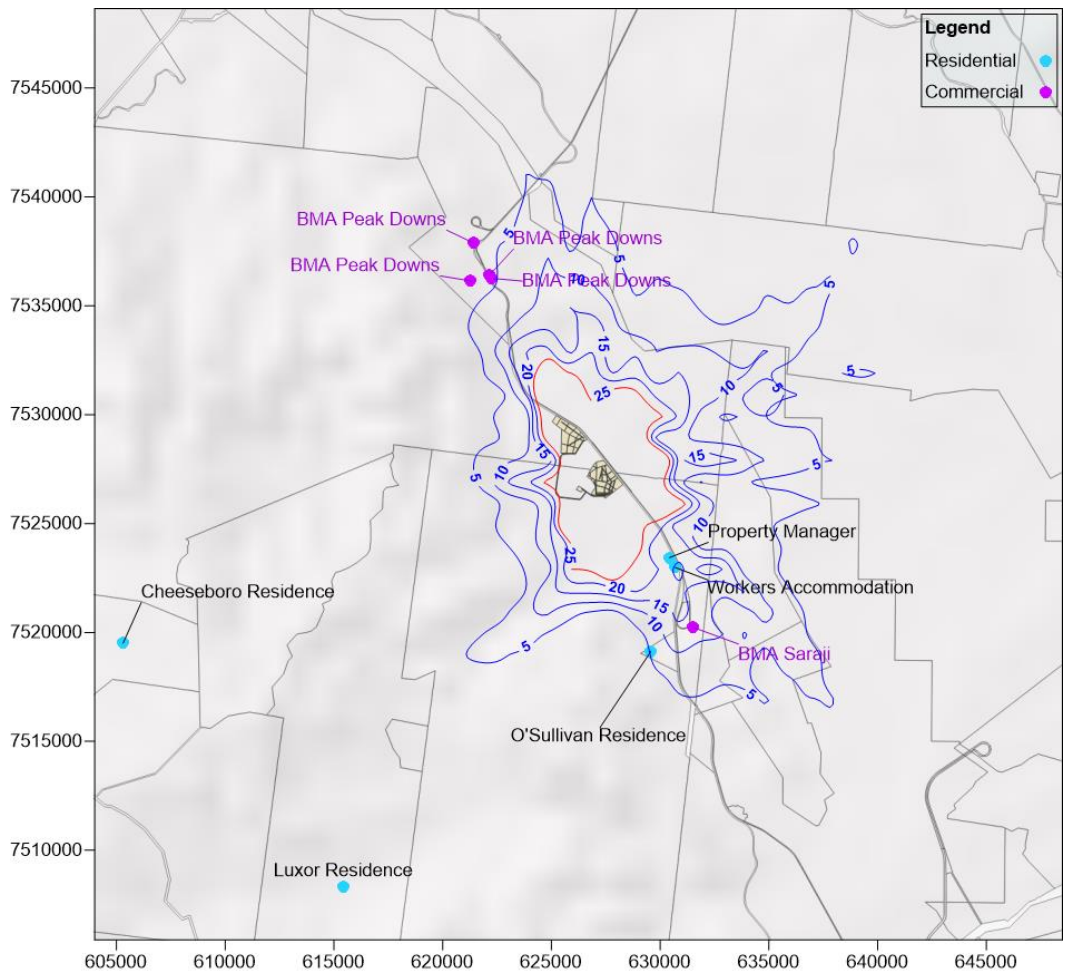 Legend
Residential
Commercial
7545000
7540000
7535000
7530000
7525000
7520000
7515000
7510000
BMA Peak Downs
BMA Peak Downs
BMA Peak Downs
BMA Peak Downs
5
5
10
5
15
20
25
10
5
5
15
15
5
10
5
10
25
Property Manager
20
Workers Accommodation
15
Cheeseboro Residence
10
5
BMA Saraji
5
O'Sullivan Residence
Luxor Residence
605000 610000 615000 620000 625000 630000 635000 640000 645000